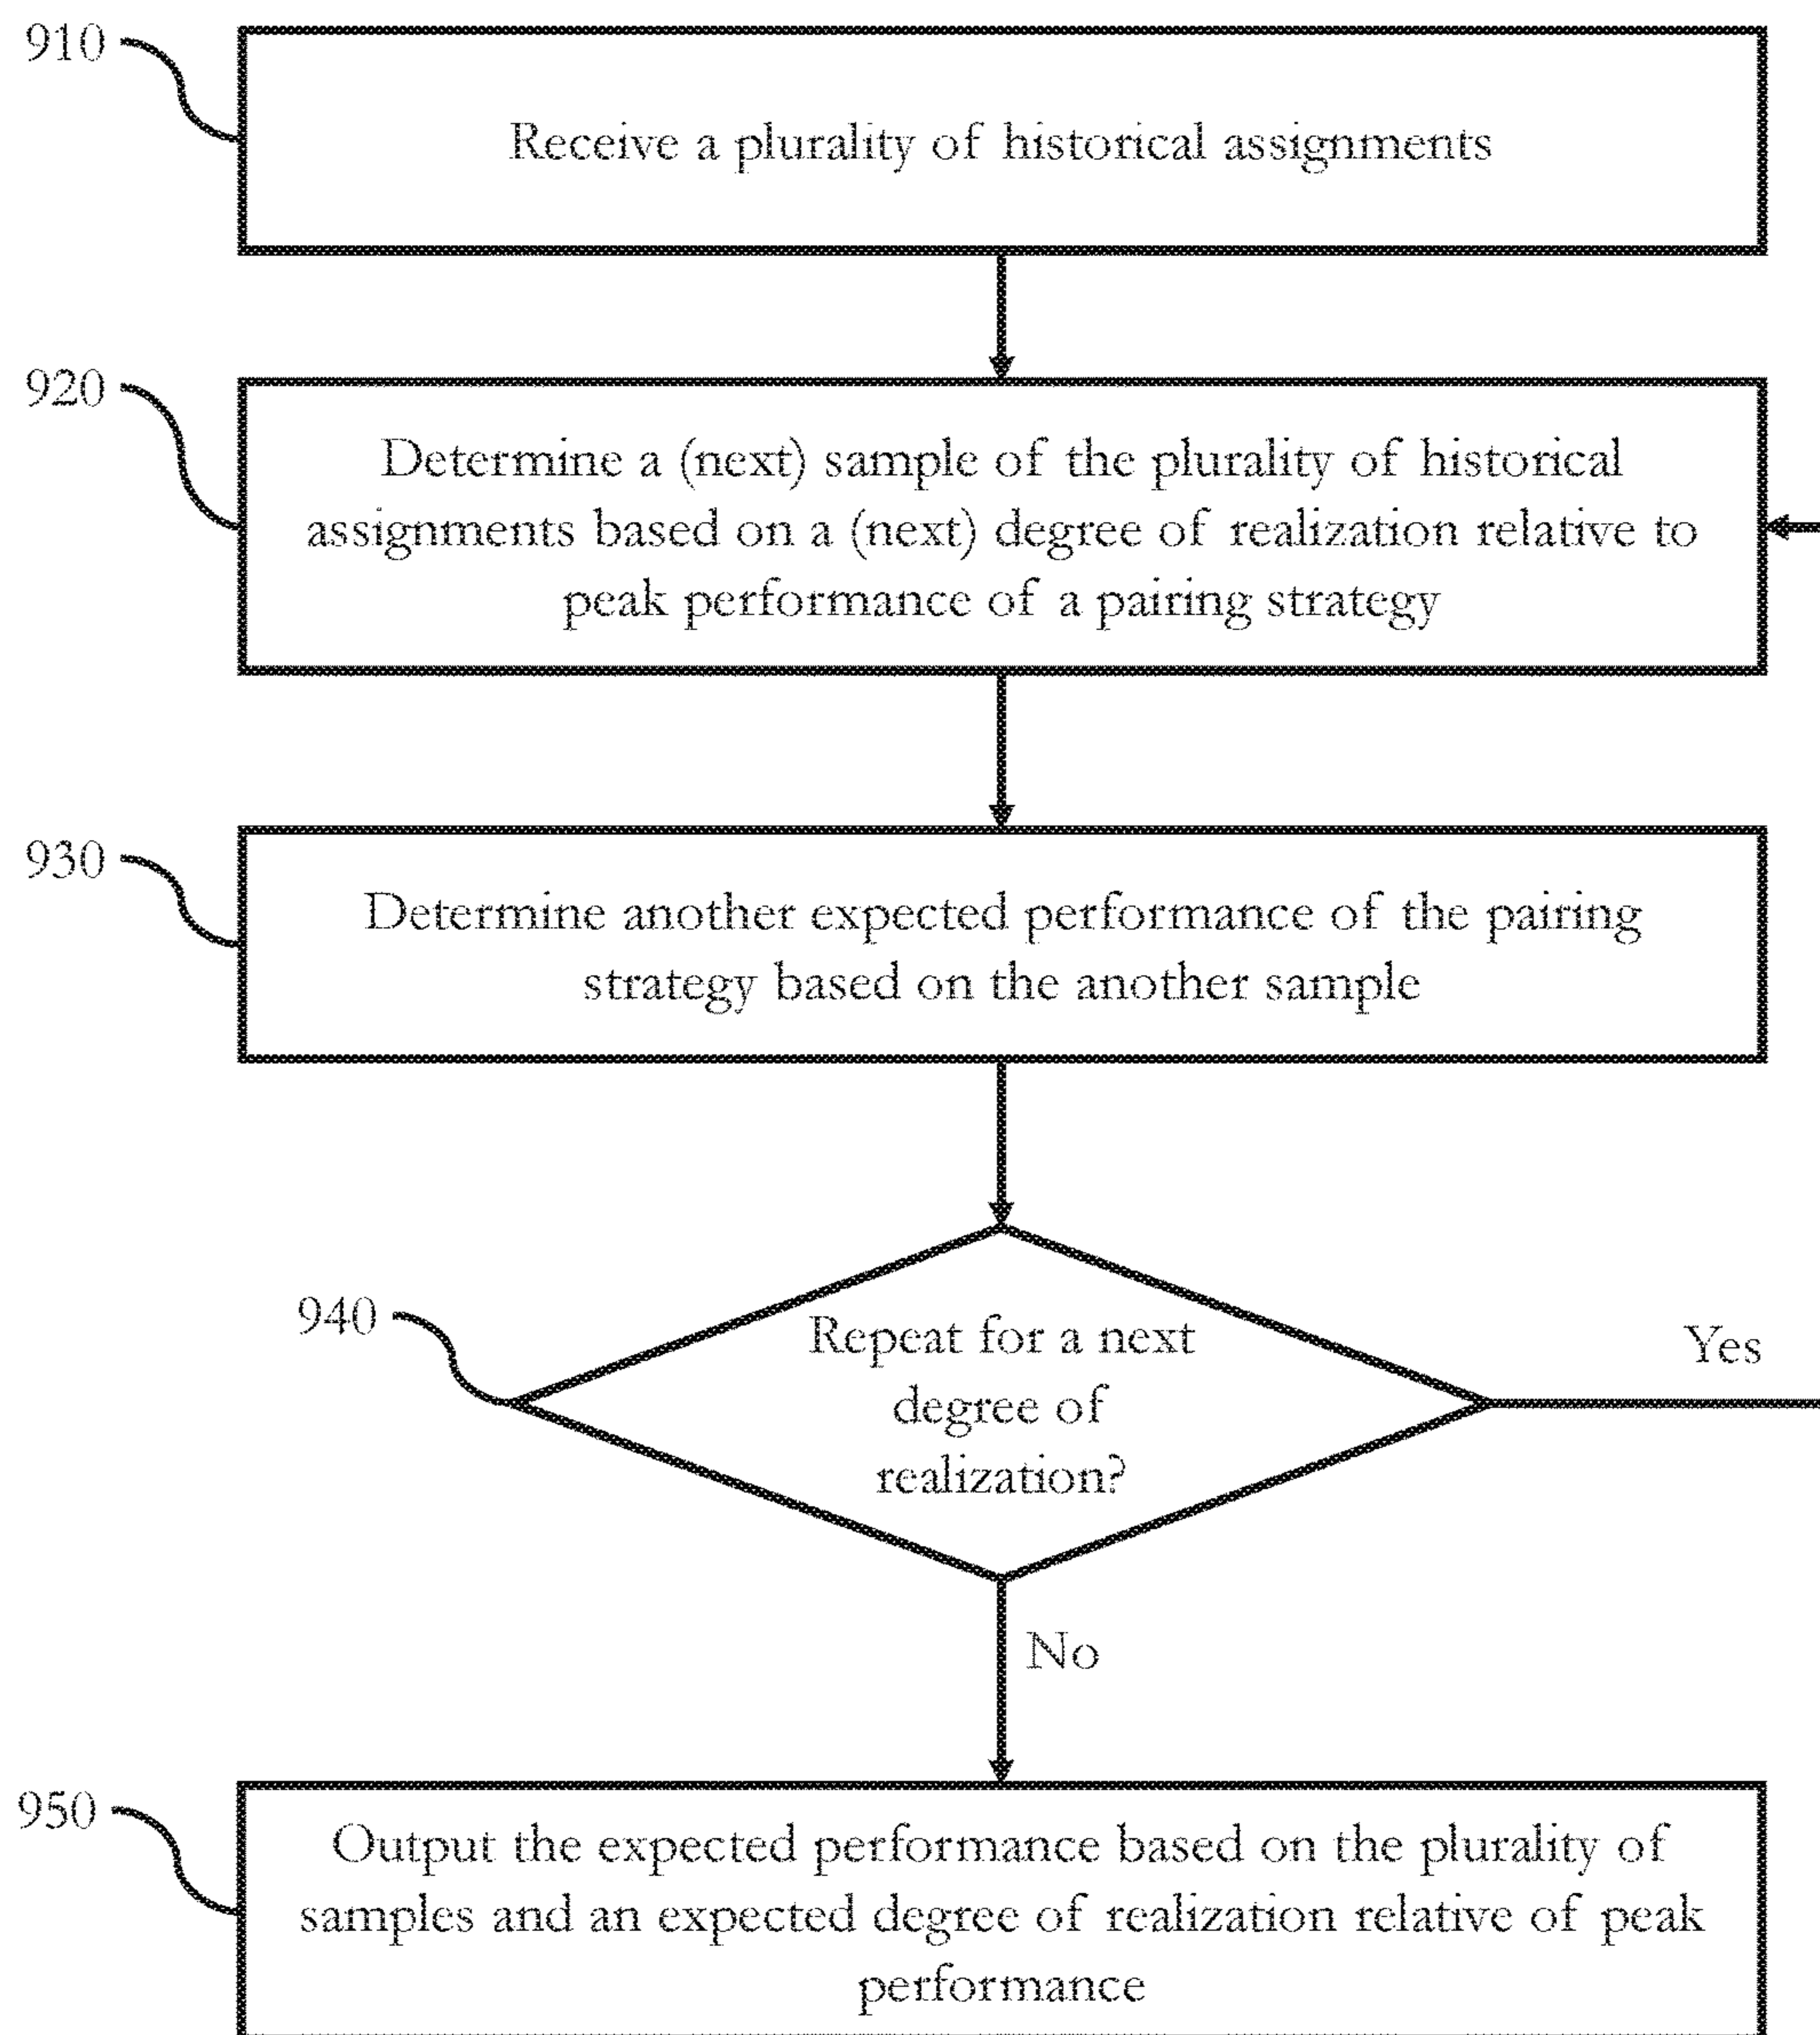 910
Receive a plurality of historical assignments
920
Determine a (next) sample of the plurality of historical
assignments based on a (next) degree of realization relative to
peak performance of a pairing strategy
930
Determine another expected performance of the pairing
strategy based on the another sample
940
Repeat for a next
degree of
realization?
Yes
No
950
Output the expected performance based on the plurality of
samples and an expected degree of realization relative of peak
performance